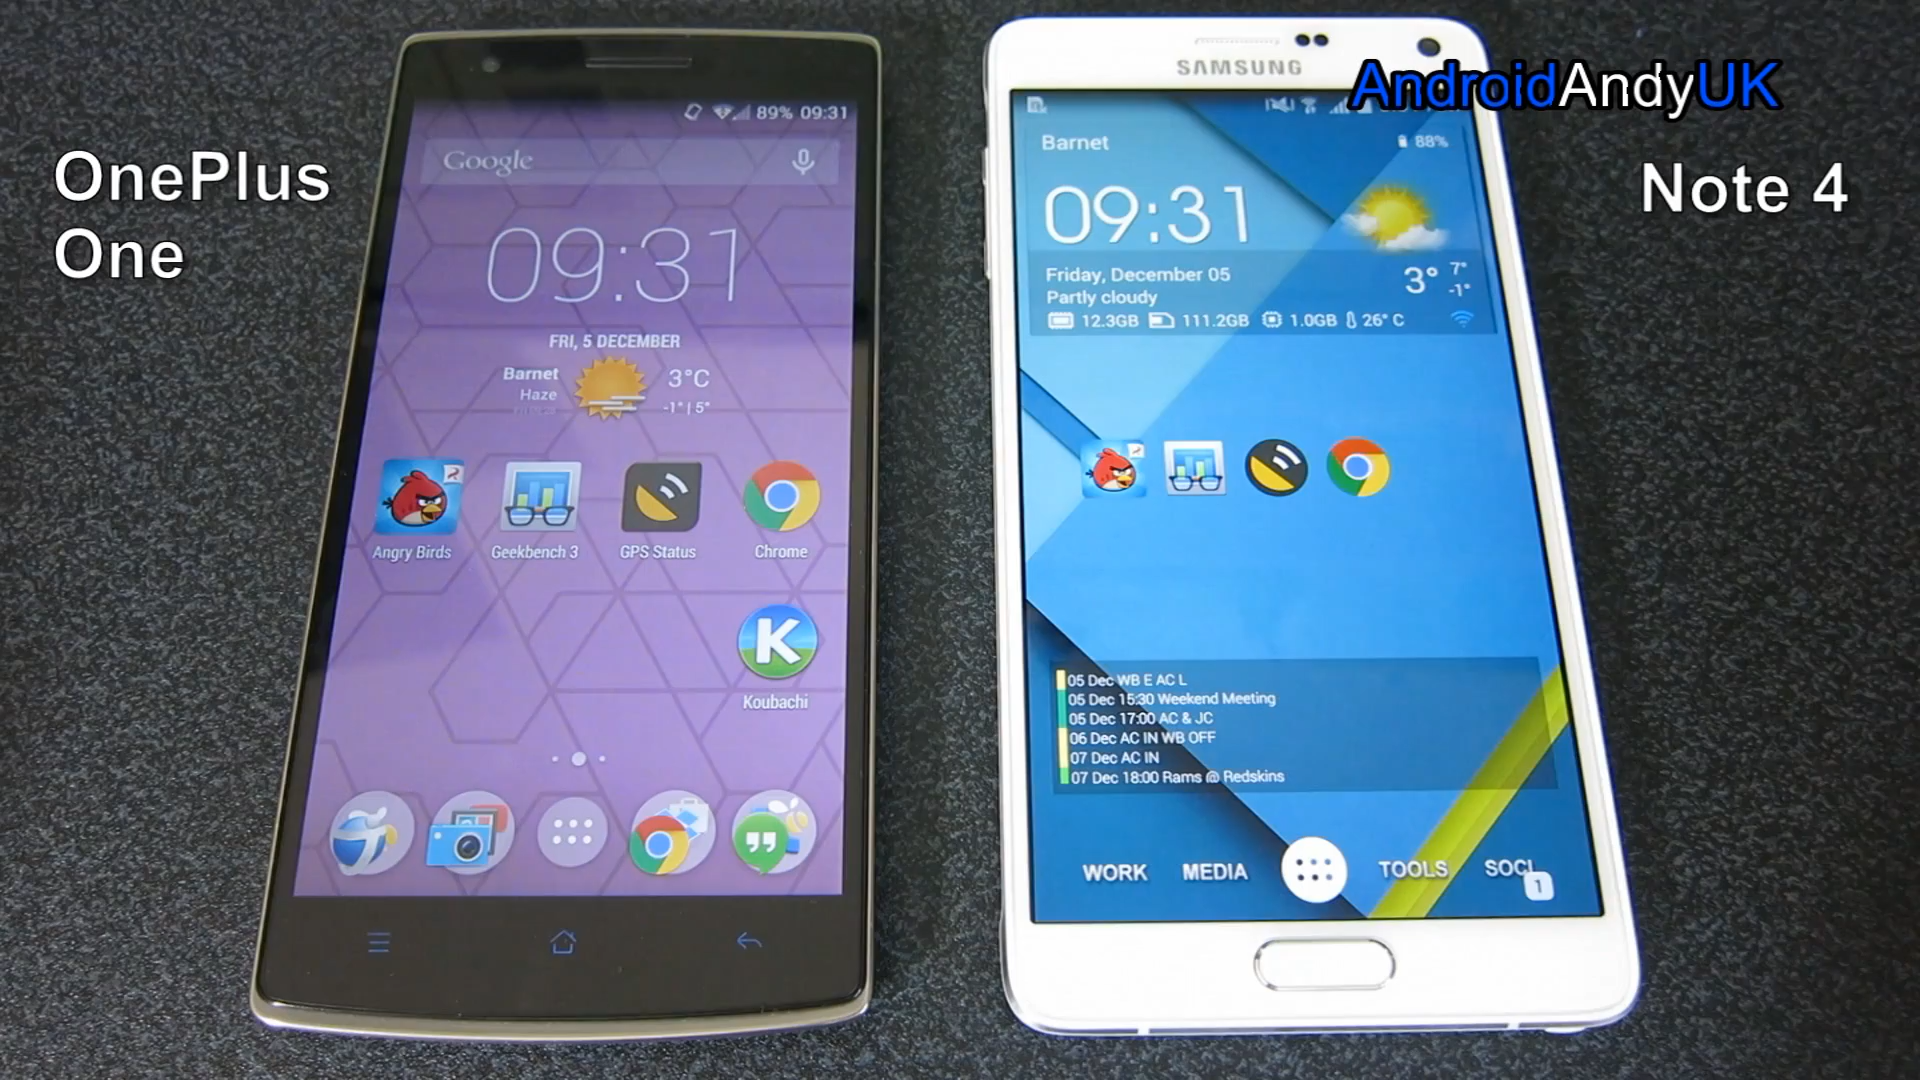 OnePlus
One
89% 09:31
Google
09:31
FRI, 5 DECEMBER
Barnet
Haze
3°C
-1° | 5°
Angry Birds
Geekbench 3
GPS Status
Chrome
K
Koubachi
SAMSUNG
AndroidAndyUK
Note 4
Barnet
88%
09:31
Friday, December 05
Partly cloudy
3°
7°
-1°
12.3GB 111.2GB 1.0GB 26° C
05 Dec WB E AC L
05 Dec 15:30 Weekend Meeting
05 Dec 17:00 AC & JC
06 Dec AC IN WB OFF
07 Dec AC IN
07 Dec 18:00 Rams @ Redskins
WORK MEDIA TOOLS SOCI
1